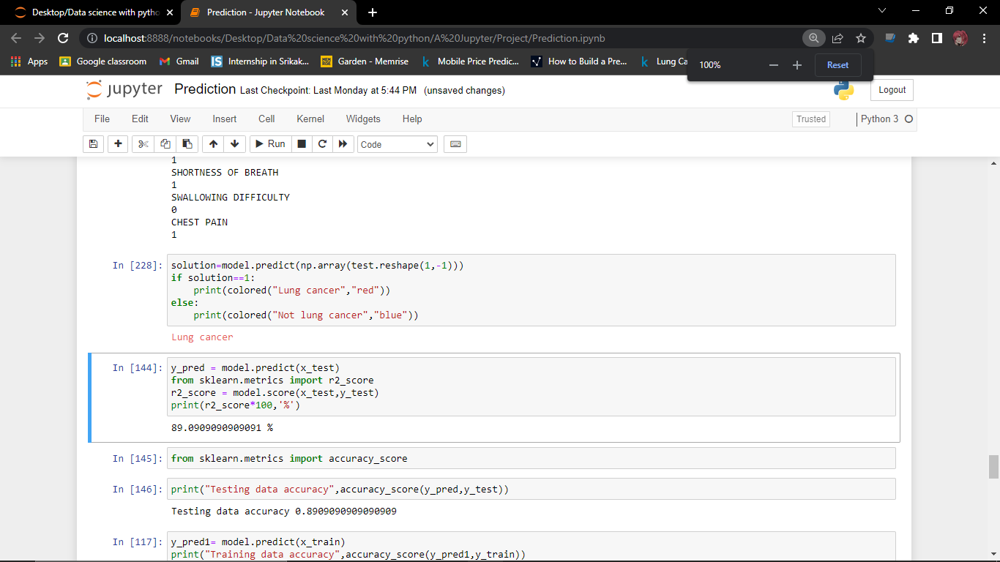 Desktop/Data science with pytho
Prediction - Jupyter Notebook
localhost:8888/notebooks/Desktop/Data%20science%20with%20python/A%20Jupyter/Project/Prediction.ipynb
Apps
Google classroom
Gmail
IS
Internship in Srikak...
MEM
RISE
Garden - Memrise
k
Mobile Price Predic...
How to Build a Pre...
k
Lung Ca
100%
Reset
jupyter
Prediction Last Checkpoint: Last Monday at 5:44 PM (unsaved changes)
Logout
File
Edit
View
Insert
Cell
Kernel
Widgets
Help
Trusted
Python 3
Run
Code
1
SHORTNESS OF BREATH
1
SWALLOWING DIFFICULTY
0
CHEST PAIN
1
In [228]:
solution=model.predict(np.array(test.reshape(1,-1)))
if solution==1:
    print(colored("Lung cancer","red"))
else:
    print(colored("Not lung cancer","blue"))
Lung cancer
In [144]:
y_pred = model.predict(x_test)
from sklearn.metrics import r2_score
r2_score = model.score(x_test,y_test)
print(r2_score*100,'%')
89.0909090909091 %
In [145]:
from sklearn.metrics import accuracy_score
In [146]:
print("Testing data accuracy",accuracy_score(y_pred,y_test))
Testing data accuracy 0.8909090909090909
In [117]:
y_pred1= model.predict(x_train)
print("Training data accuracy",accuracy_score(y_pred1,y_train))